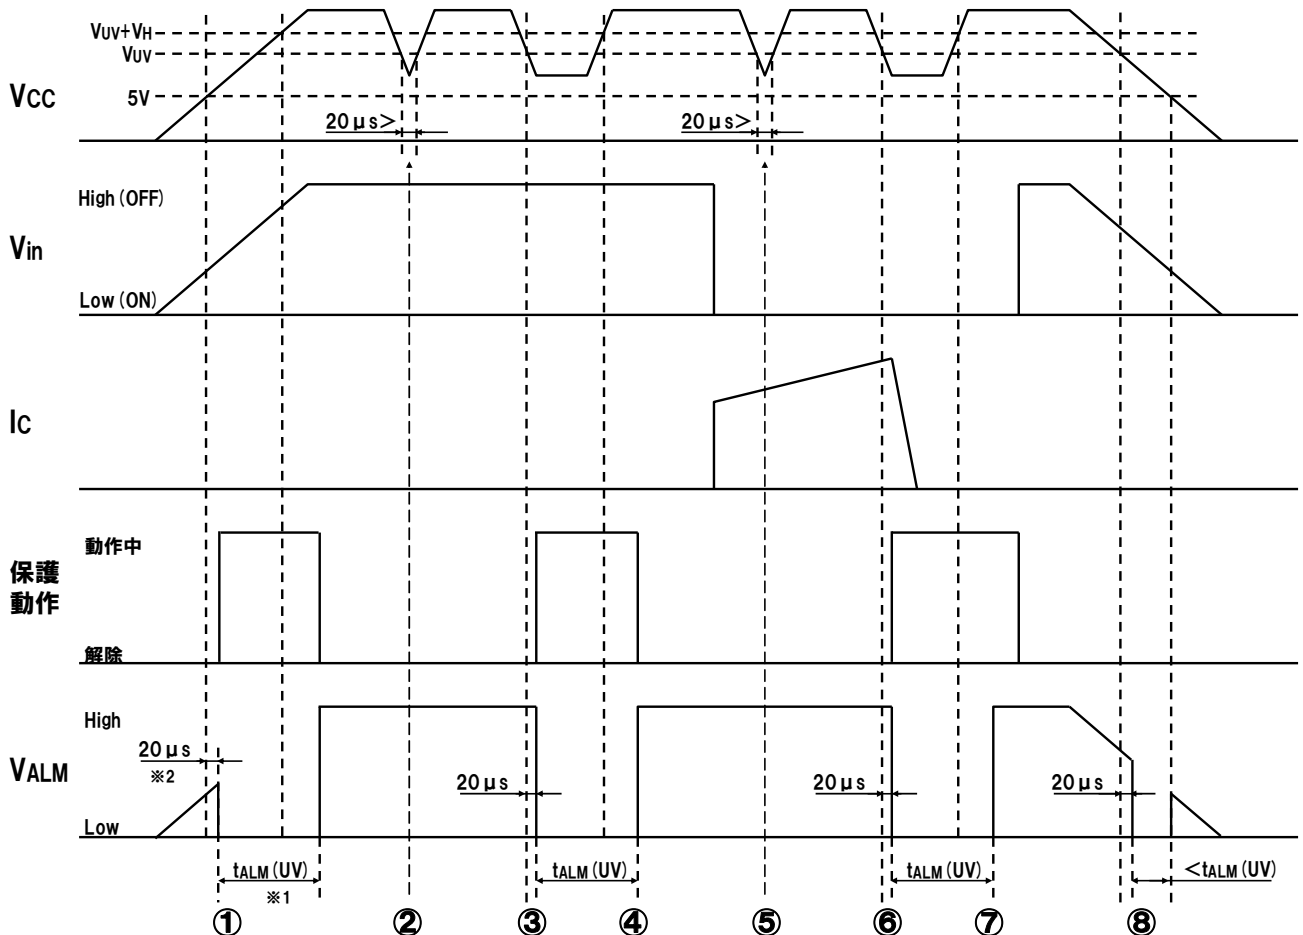 VUV+VH
VUV
VCC
5V
20μs>
20μs>
High(OFF)
Vin
Low(ON)
IC
動作中
保護
動作
解除
High
VALM
20μs
※2
20μs
20μs
20μs
Low
tALM(UV)
※1
tALM(UV)
tALM(UV)
<tALM(UV)
① ② ③ ④ ⑤ ⑥ ⑦ ⑧